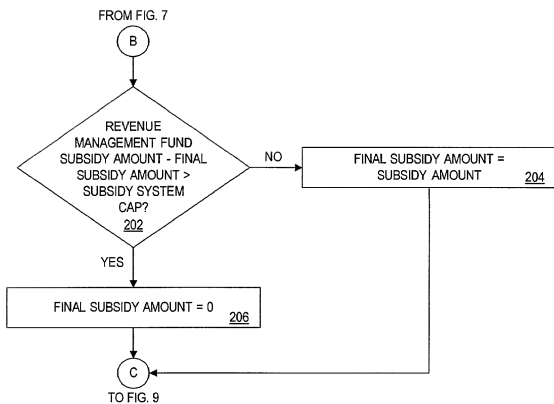 FROM FIG. 7
B
REVENUE
MANAGEMENT FUND
SUBSIDY AMOUNT - FINAL
SUBSIDY AMOUNT >
SUBSIDY SYSTEM
CAP?
202
NO
FINAL SUBSIDY AMOUNT =
SUBSIDY AMOUNT
204
YES
FINAL SUBSIDY AMOUNT = 0
206
C
TO FIG. 9